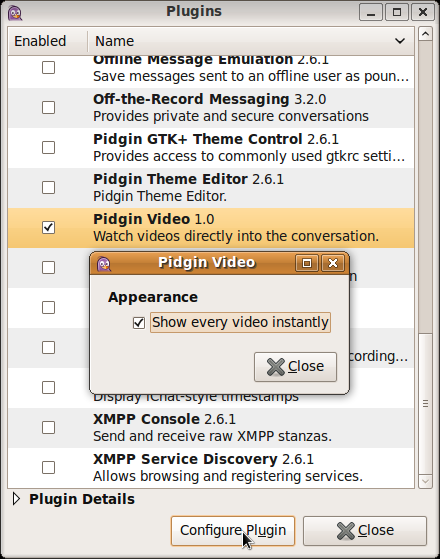 Plugins
Enabled Name
Offline Message Emulation 2.6.1
Save messages sent to an offline user as poun...
Off-the-Record Messaging 3.2.0
Provides private and secure conversations
Pidgin GTK+ Theme Control 2.6.1
Provides access to commonly used gtkrc setti...
Pidgin Theme Editor 2.6.1
Pidgin Theme Editor.
Pidgin Video 1.0
Watch videos directly into the conversation.
Pidgin Video
Appearance
Show every video instantly
cording...
Close
Display iChat-style timestamps
XMPP Console 2.6.1
Send and receive raw XMPP stanzas.
XMPP Service Discovery 2.6.1
Allows browsing and registering services.
Plugin Details
Configure Plugin
Close